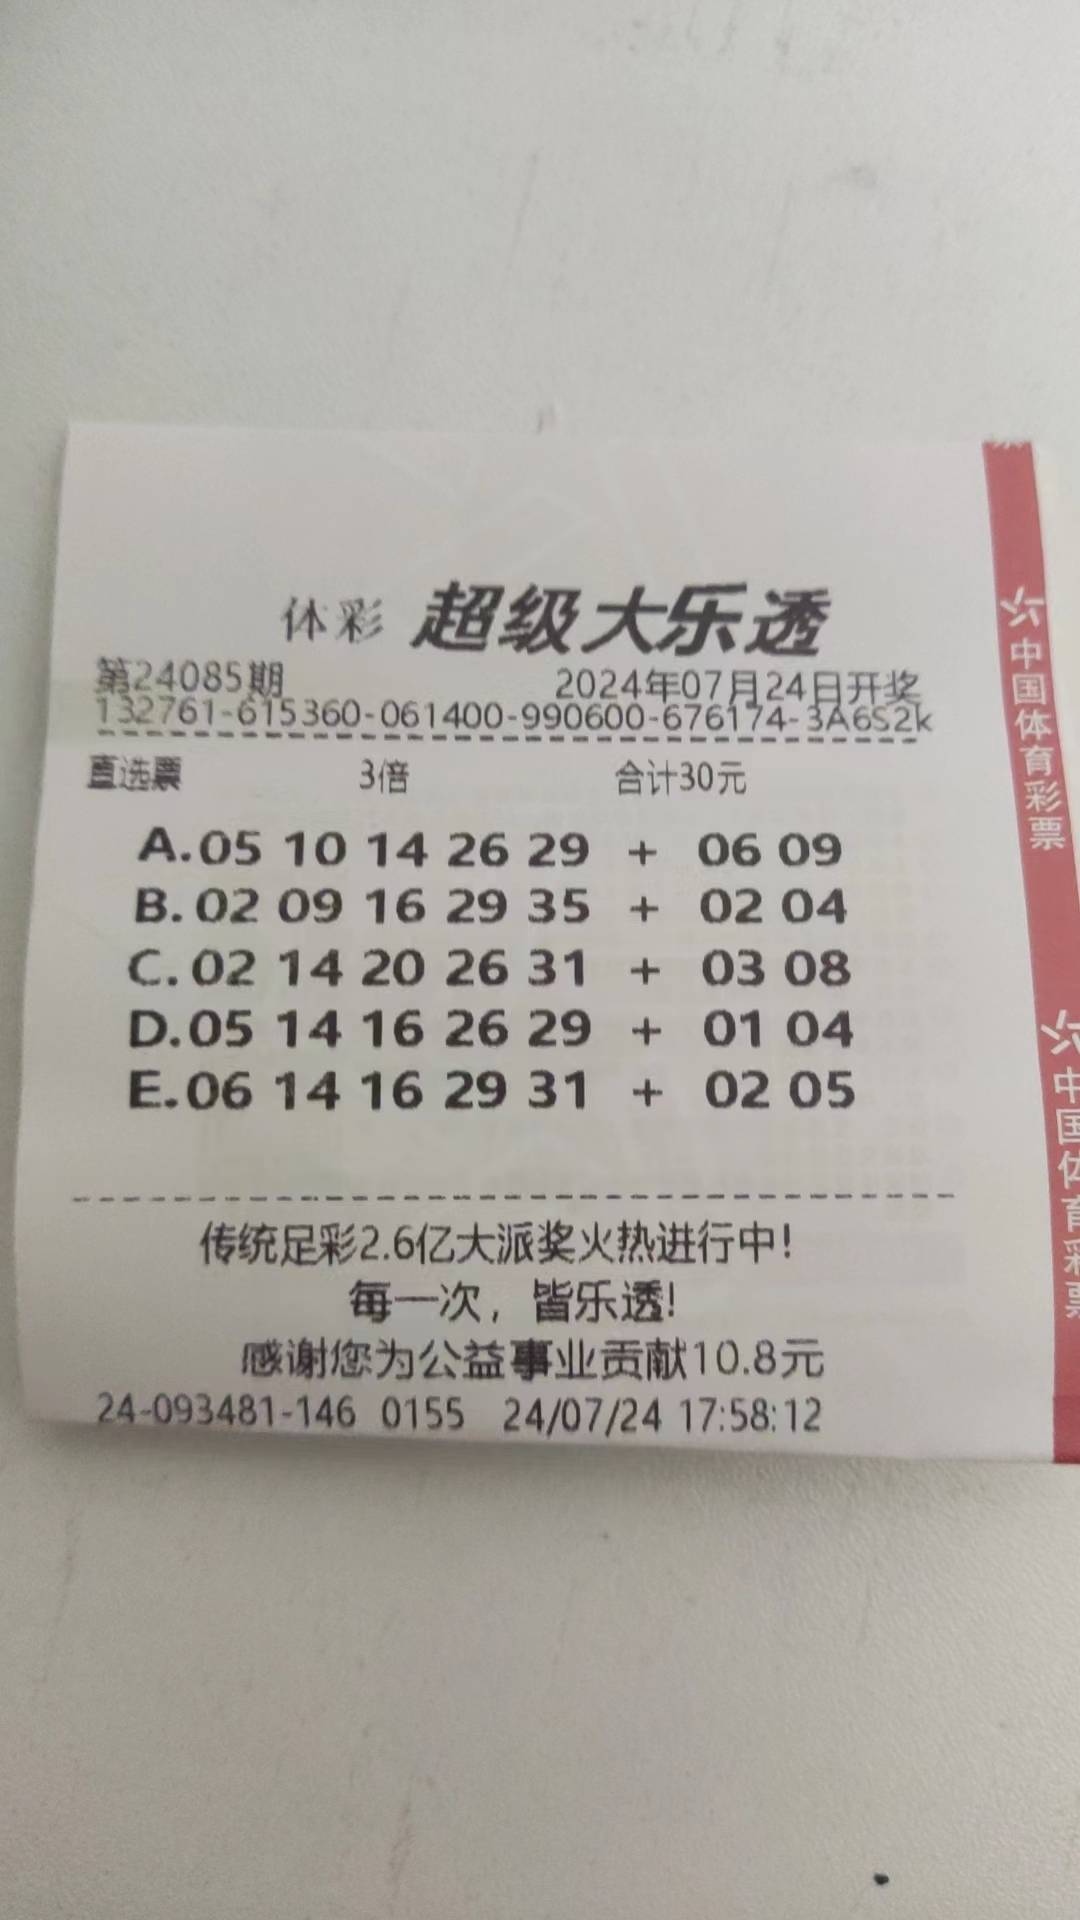 体彩 超级大乐透
第24085期 2024年07月24日开奖
132761-615360-061400-990600-676174-3A6S2k
直选票 3倍 合计30元
A.05 10 14 26 29 + 06 09
B.02 09 16 29 35 + 02 04
C.02 14 20 26 31 + 03 08
D.05 14 16 26 29 + 01 04
E.06 14 16 29 31 + 02 05
传统足彩2.6亿大派奖火热进行中!
每一次，皆乐透!
感谢您为公益事业贡献10.8元
24-093481-146 0155 24/07/24 17:58:12
中国体育彩票
中国体育彩票